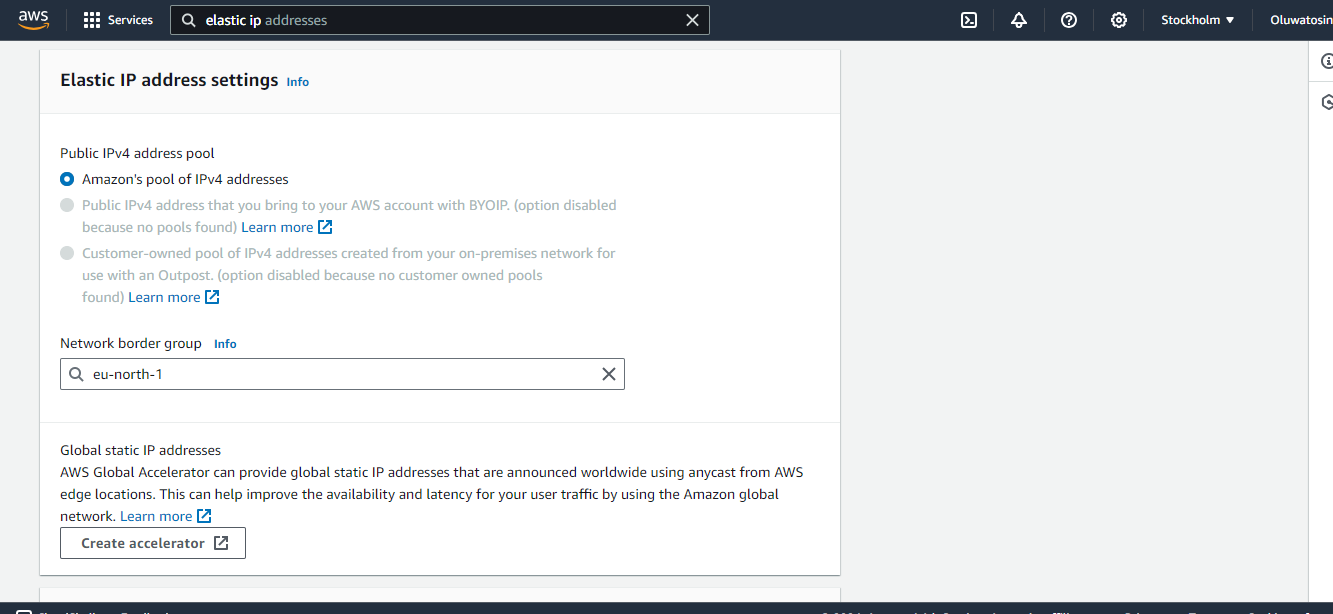 aws
Services
elastic ip addresses
Stockholm
Oluwatosin
Elastic IP address settings Info
Public IPv4 address pool
Amazon's pool of IPv4 addresses
Public IPv4 address that you bring to your AWS account with BYOIP. (option disabled
because no pools found) Learn more
Customer-owned pool of IPv4 addresses created from your on-premises network for
use with an Outpost. (option disabled because no customer owned pools
found) Learn more
Network border group Info
eu-north-1
Global static IP addresses
AWS Global Accelerator can provide global static IP addresses that are announced worldwide using anycast from AWS
edge locations. This can help improve the availability and latency for your user traffic by using the Amazon global
network. Learn more
Create accelerator